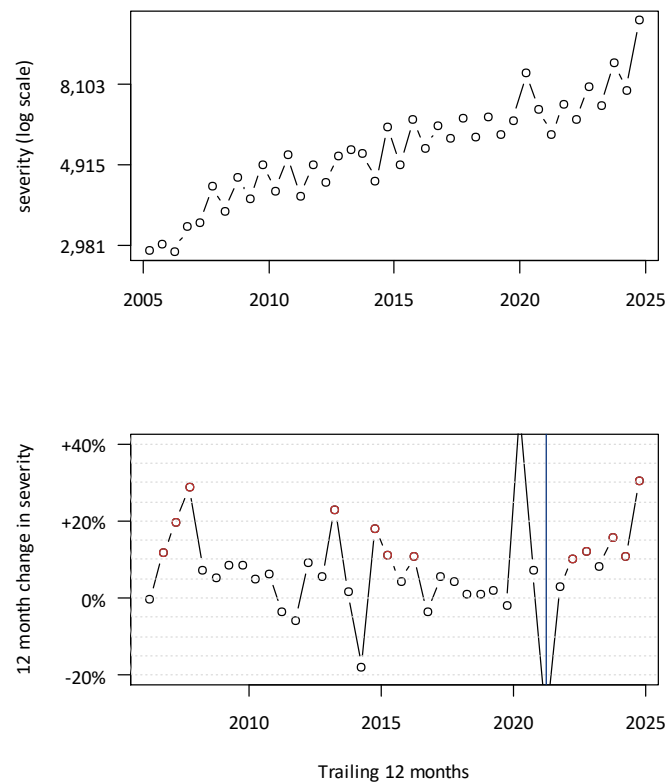 severity (log scale)
8,103
4,915
2,981
2005 2010 2015 2020 2025
12 month change in severity
+40%
+20%
0%
-20%
2010 2015 2020 2025
Trailing 12 months